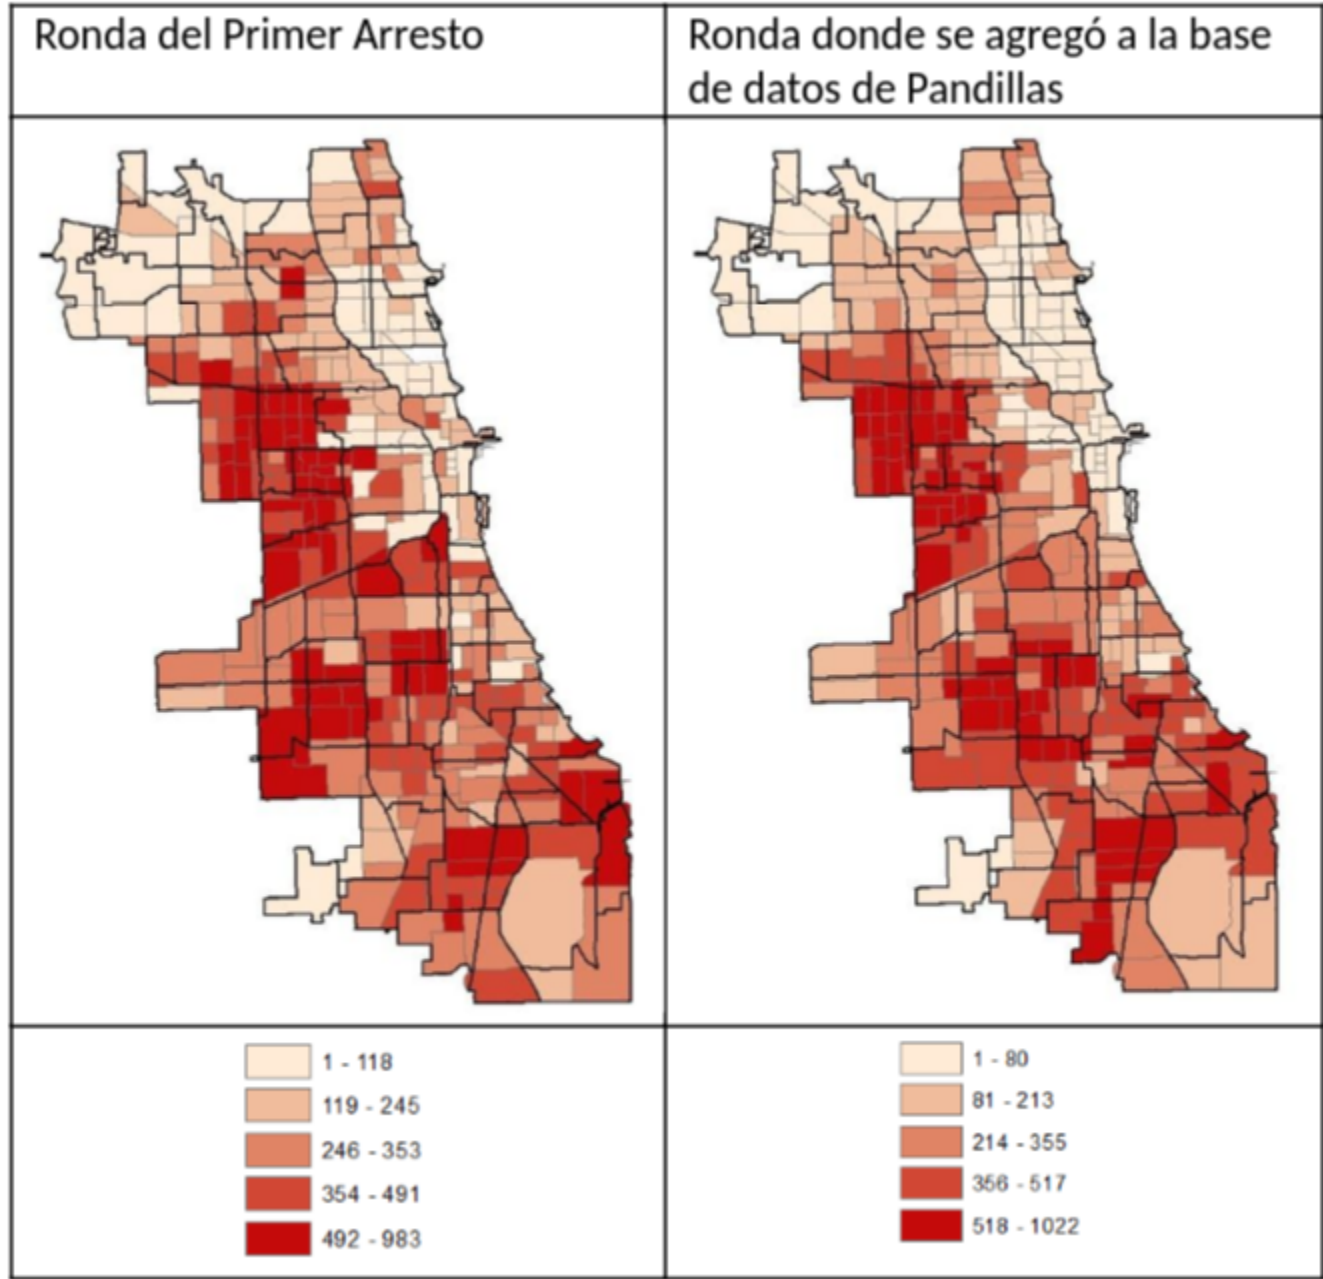 Ronda del Primer Arresto
Ronda donde se agregó a la base
de datos de Pandillas
1 - 118
119 - 245
246 - 353
354 - 491
492 - 983
1 - 80
81 - 213
214 - 355
356 - 517
518 - 1022